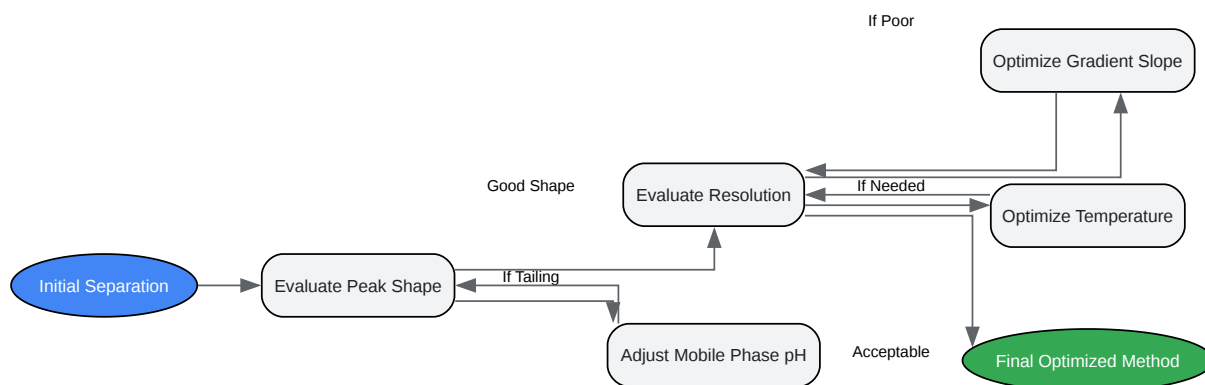 If Poor
Optimize Gradient Slope
Good Shape
Evaluate Resolution
If Needed
Optimize Temperature
Initial Separation
Evaluate Peak Shape
If Tailing
Adjust Mobile Phase pH
Acceptable
Final Optimized Method